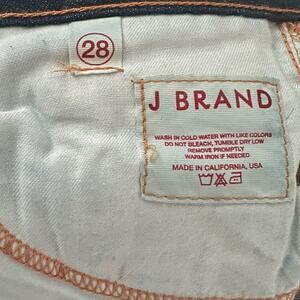 28
J BRAND
WASH IN COLD WATER WITH LIKE COLORS
DO NOT BLEACH, TUMBLE DRY LOW
REMOVE PROMPTLY
WARM IRON IF NEEDED
MADE IN CALIFORNIA, USA